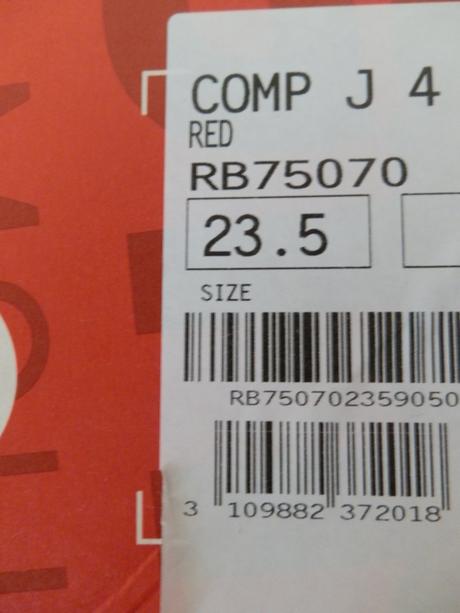 COMP J 4
RED
RB75070
23.5
SIZE
RB750702359050
3 109882 372018